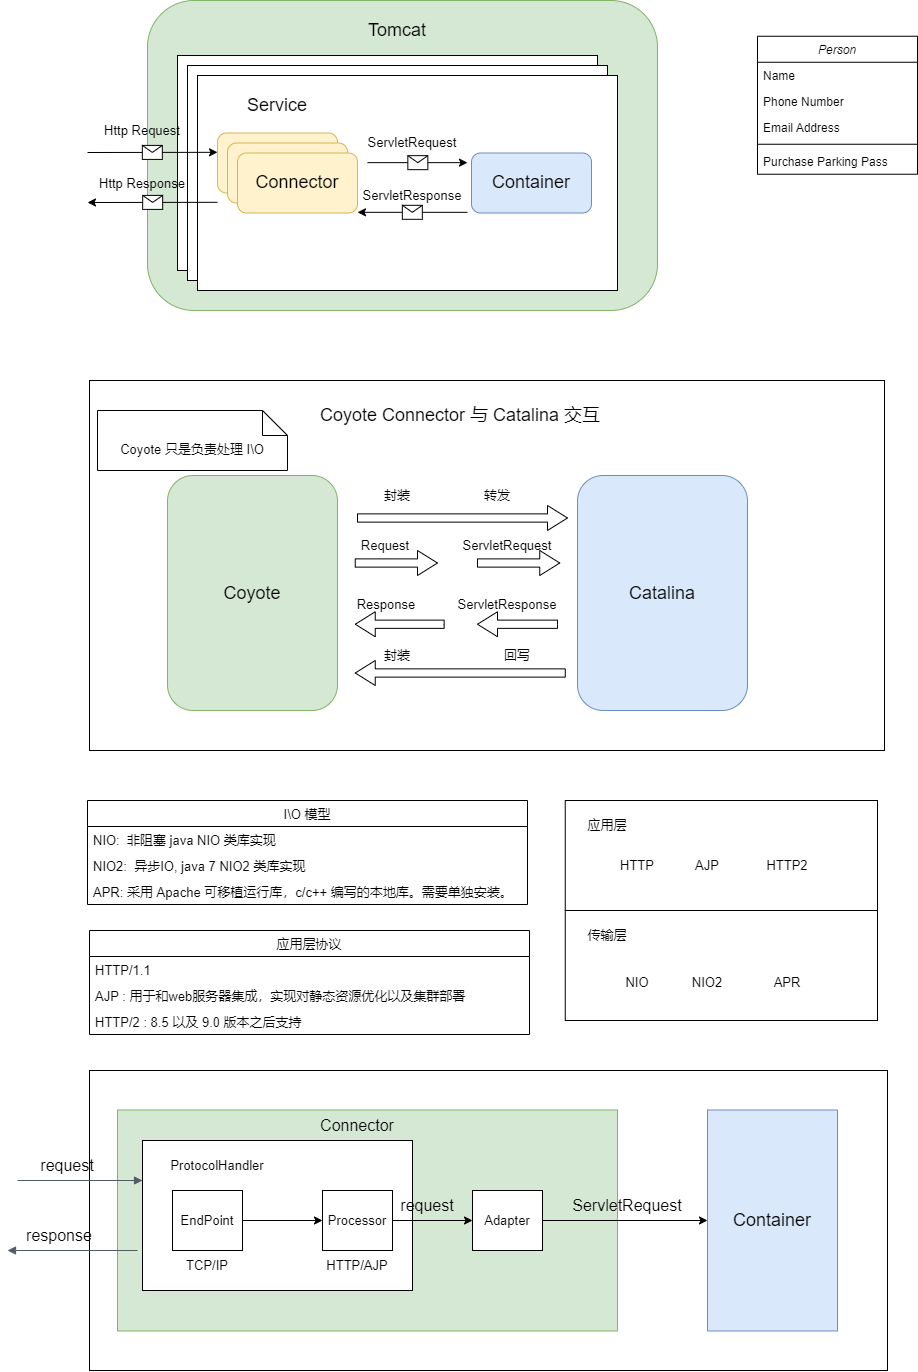 Tomcat
Service
Http Request
Http Response
Connector
ServletRequest
ServletResponse
Container
Person
Name
Phone Number
Email Address
Purchase Parking Pass
Coyote Connector 与 Catalina 交互
Coyote 只是负责处理 I\O
Coyote
封装
转发
Request
ServletRequest
Response
ServletResponse
封装
回写
Catalina
I\O 模型
NIO: 非阻塞 java NIO 类库实现
NIO2: 异步IO, java 7 NIO2 类库实现
APR: 采用 Apache 可移植运行库，c/c++ 编写的本地库。需要单独安装。
应用层协议
HTTP/1.1
AJP : 用于和web服务器集成，实现对静态资源优化以及集群部署
HTTP/2 : 8.5 以及 9.0 版本之后支持
应用层
HTTP AJP HTTP2
传输层
NIO NIO2 APR
Connector
request
response
ProtocolHandler
EndPoint
TCP/IP
Processor
HTTP/AJP
request
Adapter
ServletRequest
Container